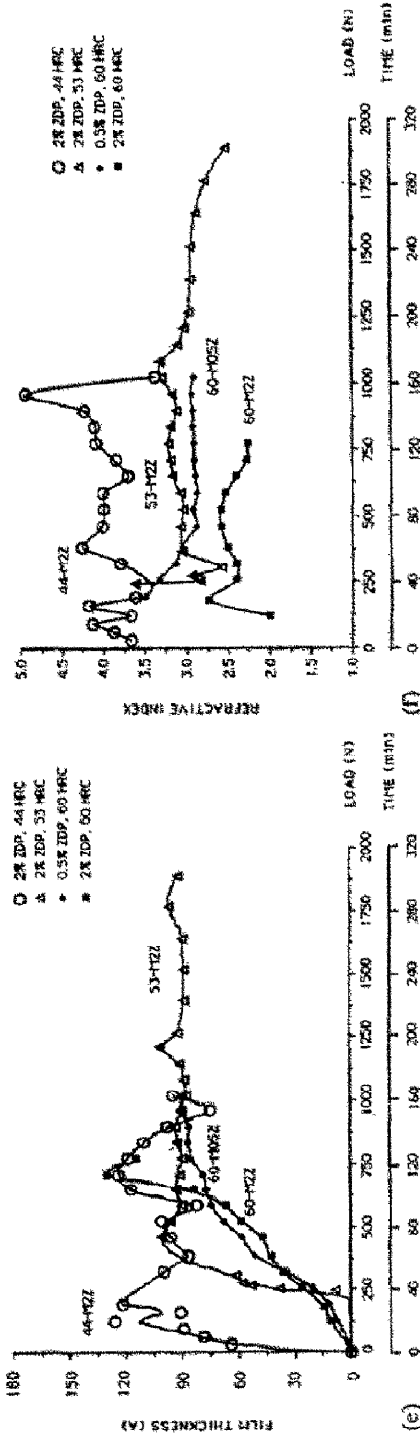 O 2% ZDP, 44 HRC
△ 2% ZDP, 53 HRC
• 0.5% ZDP, 60 HRC
■ 2% ZDP, 60 HRC
FILM THICKNESS (A)
180
150
120
90
60
30
0
44-M2Z
53-M2Z
60-M05Z
60-M2Z
0 250 500 750 1000 1250 1500 1750 2000
LOAD (N)
0 40 80 120 160 200 240 280 320
TIME (min)
(e)
O 2% ZDP, 44 HRC
△ 2% ZDP, 53 HRC
• 0.5% ZDP, 60 HRC
■ 2% ZDP, 60 HRC
REFRACTIVE INDEX
5.0
4.5
4.0
3.5
3.0
2.5
2.0
1.5
1.0
44-M2Z
53-M2Z
60-M05Z
60-M2Z
0 250 500 750 1000 1250 1500 1750 2000
LOAD (N)
0 40 80 120 160 200 240 280 320
TIME (min)
(f)